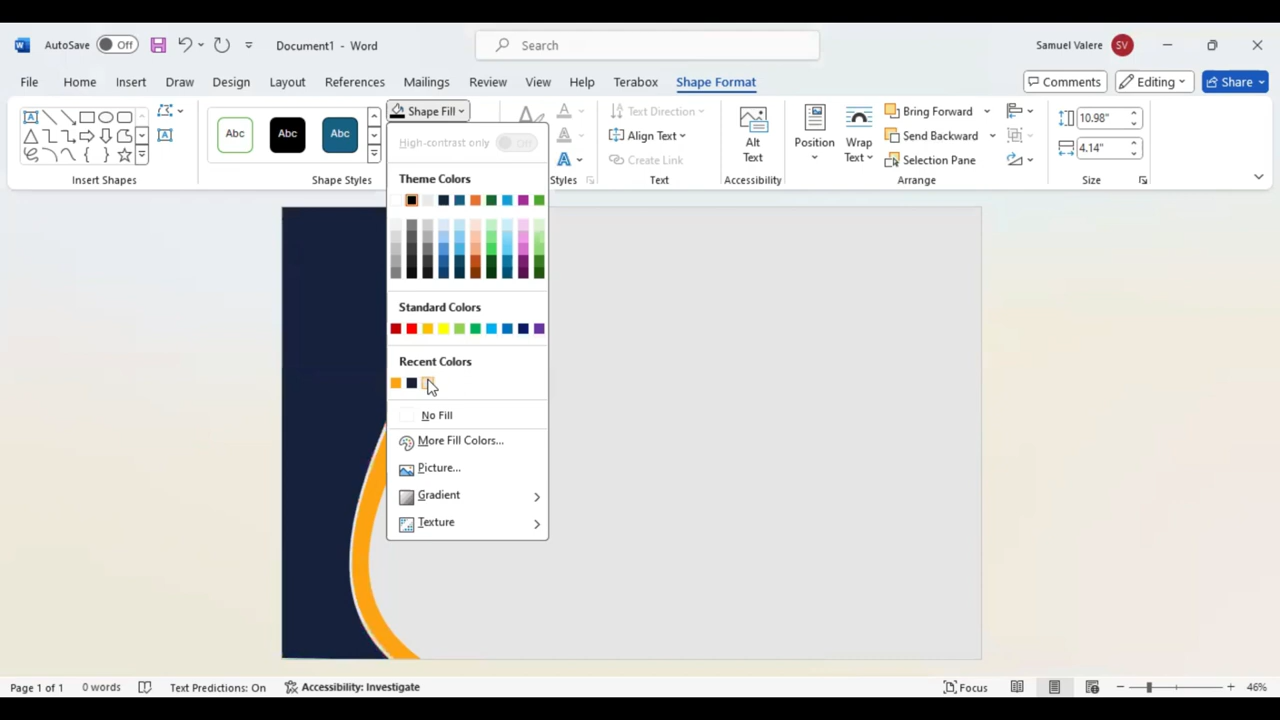 AutoSave Off Document1 - Word Search Samuel Valere SV
File Home Insert Draw Design Layout References Mailings Review View Help Terabox Shape Format Comments Editing Share
Abc Abc Abc Shape Fill Text Direction Alt Text Position Wrap Text Bring Forward 10.98"
High-contrast only Off Align Text Send Backward 4.14"
Create Link Selection Pane
Insert Shapes Shape Styles Styles Text Accessibility Arrange Size
Theme Colors
Standard Colors
Recent Colors
No Fill
More Fill Colors...
Picture...
Gradient
Texture
Page 1 of 1 0 words Text Predictions: On Accessibility: Investigate Focus 46%